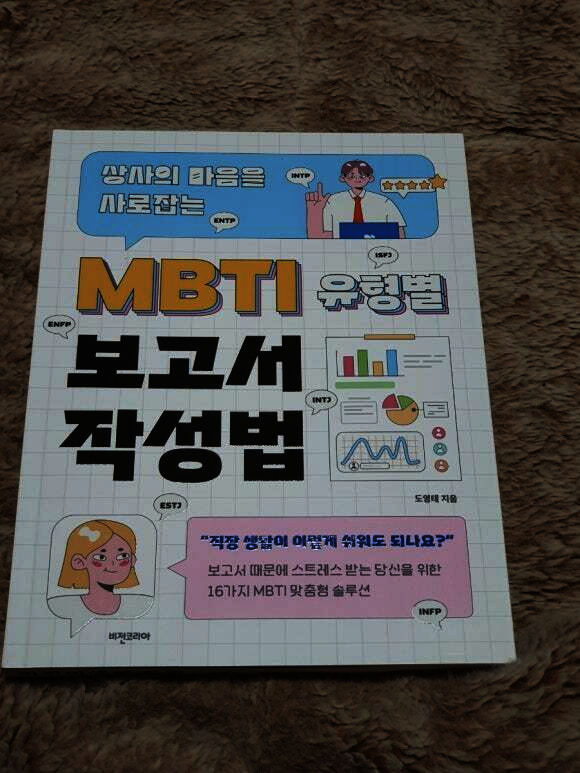 상사의 마음을
사로잡는
INTP
ENTP
ISFJ
MBTI 유형별
ENFP
보고서
작성법
INTJ
도영태 지음
ESTJ
“직장 생활이 이렇게 쉬워도 되나요?”
보고서 때문에 스트레스 받는 당신을 위한
16가지 MBTI 맞춤형 솔루션
INFP
비전코리아